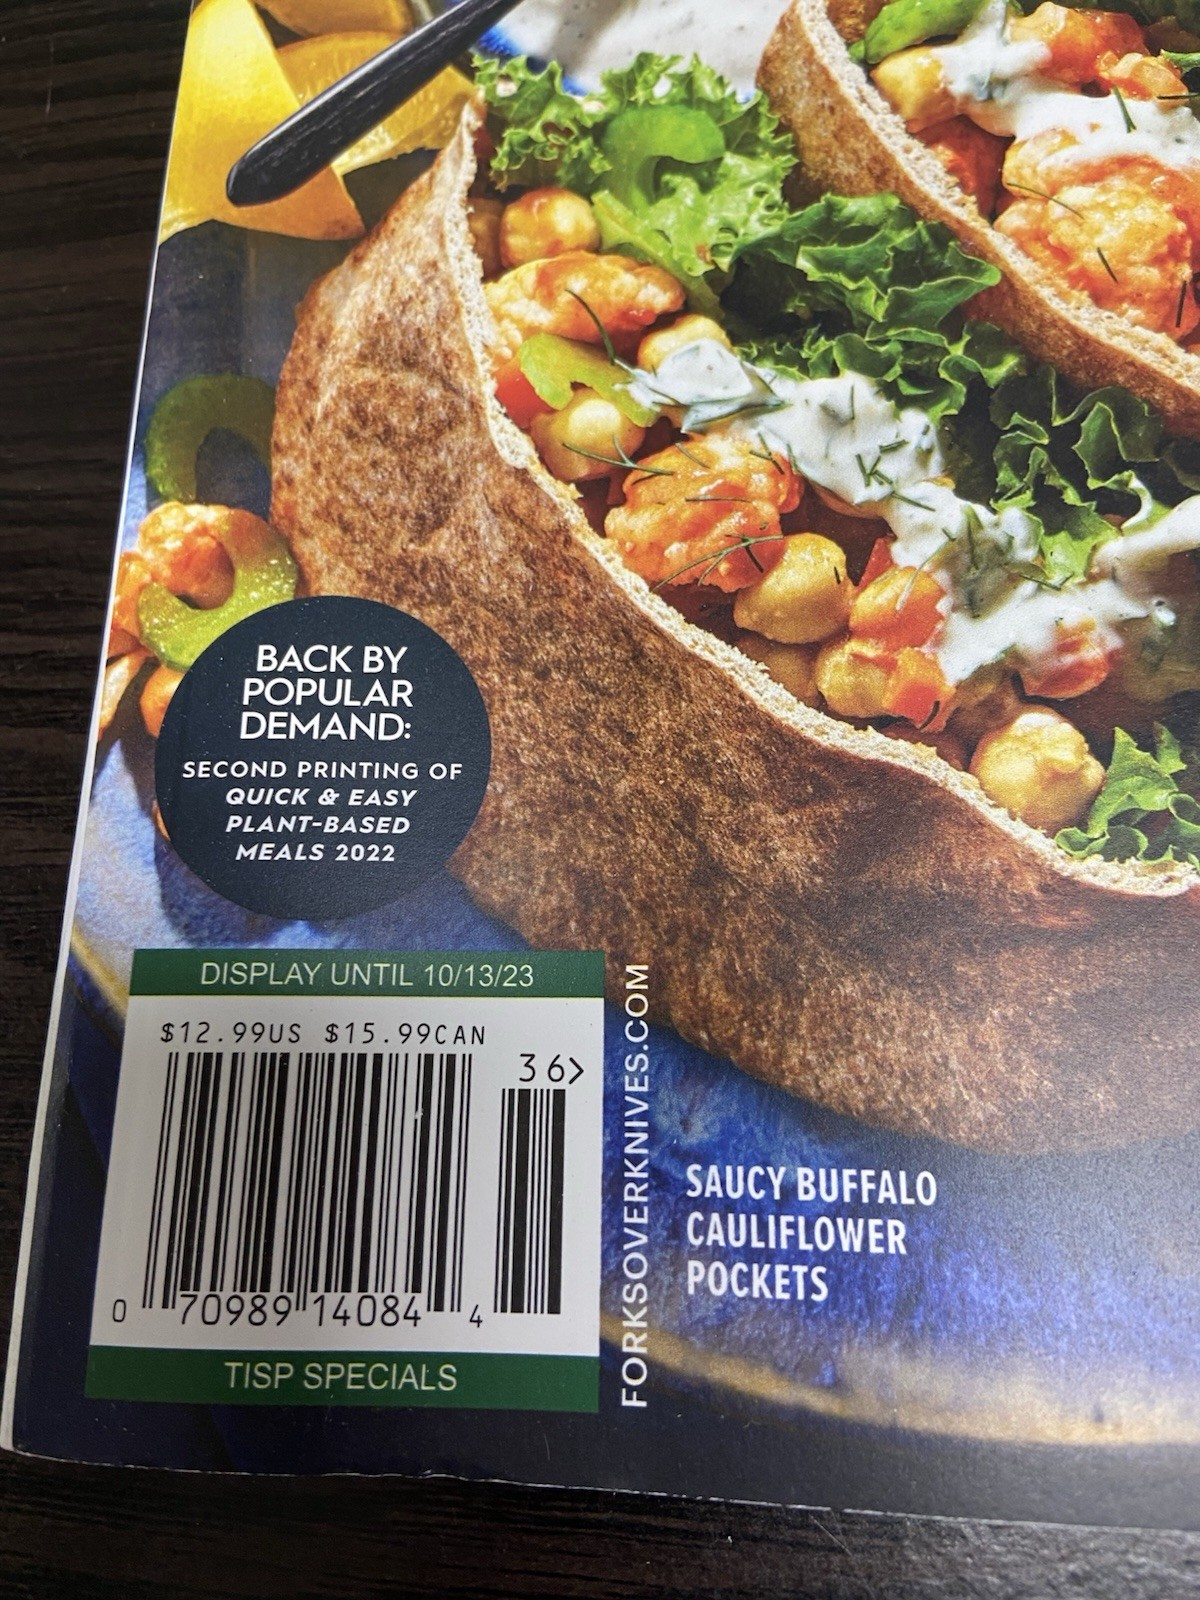 BACK BY
POPULAR
DEMAND:
SECOND PRINTING OF
QUICK & EASY
PLANT-BASED
MEALS 2022
DISPLAY UNTIL 10/13/23
$12.99US $15.99CAN
36>
0 70989 14084 4
TISP SPECIALS
FORKSOVERKNIVES.COM
SAUCY BUFFALO
CAULIFLOWER
POCKETS